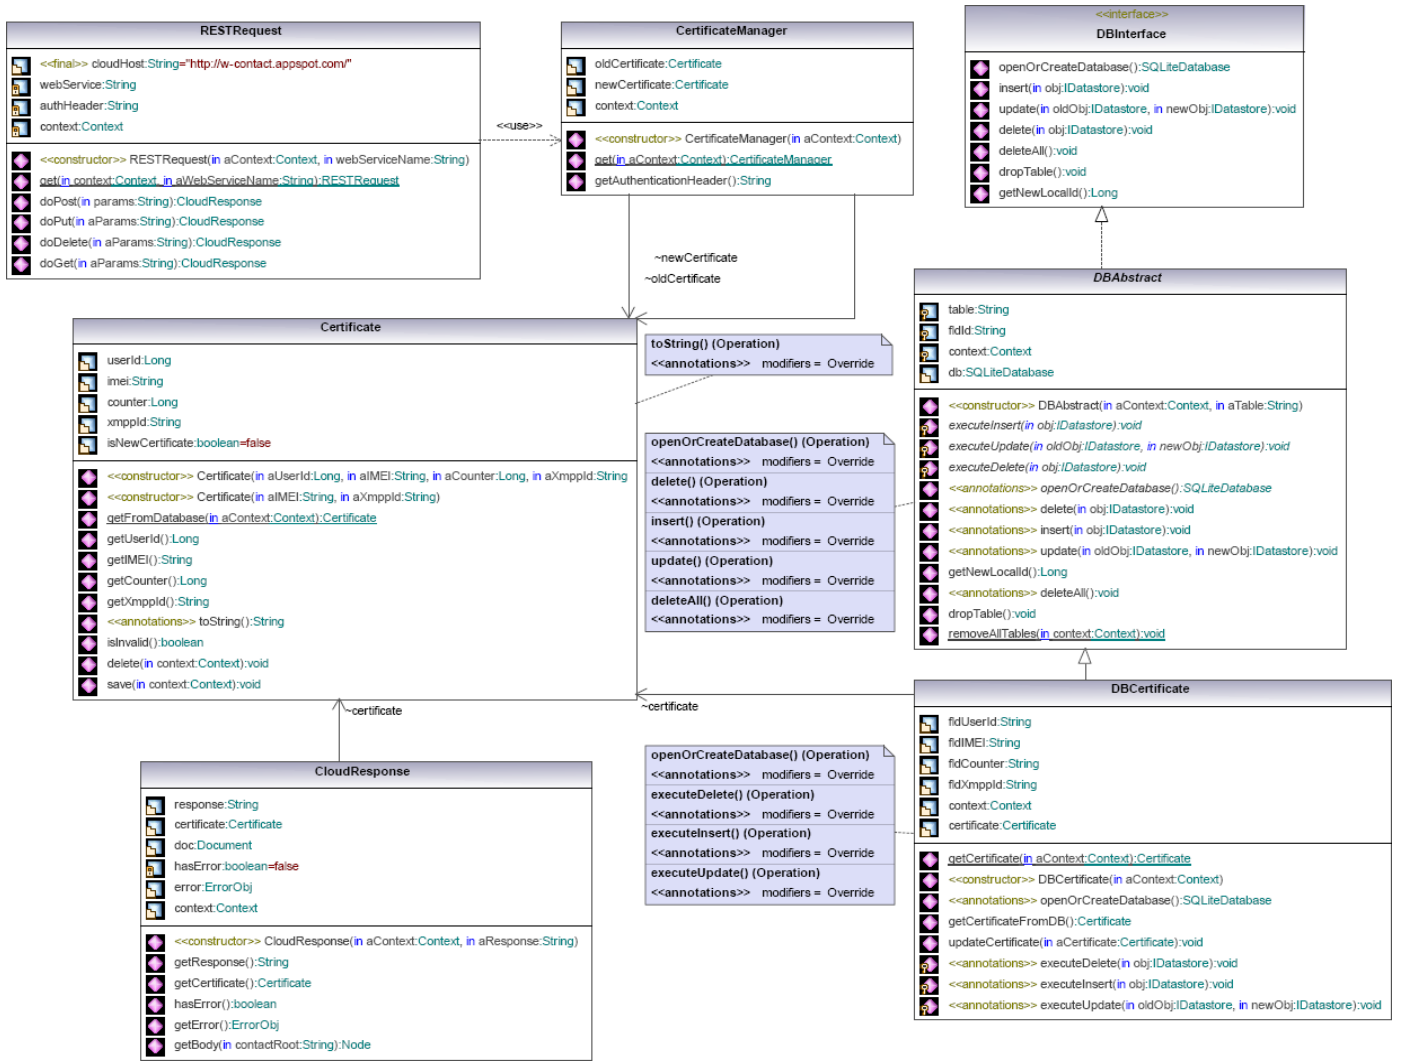 RESTRequest
<<final>> cloudHost:String="http://w-contact.appspot.com/"
webService:String
authHeader:String
context:Context
<<constructor>> RESTRequest(in aContext:Context, in webServiceName:String)
get(in context:Context, in aWebServiceName:String):RESTRequest
doPost(in params:String):CloudResponse
doPut(in aParams:String):CloudResponse
doDelete(in aParams:String):CloudResponse
doGet(in aParams:String):CloudResponse
<<use>>
CertificateManager
oldCertificate:Certificate
newCertificate:Certificate
context:Context
<<constructor>> CertificateManager(in aContext:Context)
get(in aContext:Context):CertificateManager
getAuthenticationHeader():String
~newCertificate
~oldCertificate
<<interface>>
DBInterface
openOrCreateDatabase():SQLiteDatabase
insert(in obj:IDatastore):void
update(in oldObj:IDatastore, in newObj:IDatastore):void
delete(in obj:IDatastore):void
deleteAll():void
dropTable():void
getNewLocalId():Long
Certificate
userId:Long
imei:String
counter:Long
xmppId:String
isNewCertificate:boolean=false
<<constructor>> Certificate(in aUserId:Long, in aIMEI:String, in aCounter:Long, in aXmppId:String
<<constructor>> Certificate(in aIMEI:String, in aXmppId:String)
getFromDatabase(in aContext:Context):Certificate
getUserId():Long
getIMEI():String
getCounter():Long
getXmppId():String
<<annotations>> toString():String
isInvalid():boolean
delete(in context:Context):void
save(in context:Context):void
toString() (Operation)
<<annotations>> modifiers = Override
openOrCreateDatabase() (Operation)
<<annotations>> modifiers = Override
delete() (Operation)
<<annotations>> modifiers = Override
insert() (Operation)
<<annotations>> modifiers = Override
update() (Operation)
<<annotations>> modifiers = Override
deleteAll() (Operation)
<<annotations>> modifiers = Override
DBAbstract
table:String
fldId:String
context:Context
db:SQLiteDatabase
<<constructor>> DBAbstract(in aContext:Context, in aTable:String)
executeInsert(in obj:IDatastore):void
executeUpdate(in oldObj:IDatastore, in newObj:IDatastore):void
executeDelete(in obj:IDatastore):void
<<annotations>> openOrCreateDatabase():SQLiteDatabase
<<annotations>> delete(in obj:IDatastore):void
<<annotations>> insert(in obj:IDatastore):void
<<annotations>> update(in oldObj:IDatastore, in newObj:IDatastore):void
getNewLocalId():Long
<<annotations>> deleteAll():void
dropTable():void
removeAllTables(in context:Context):void
~certificate
~certificate
CloudResponse
response:String
certificate:Certificate
doc:Document
hasError:boolean=false
error:ErrorObj
context:Context
<<constructor>> CloudResponse(in aContext:Context, in aResponse:String)
getResponse():String
getCertificate():Certificate
hasError():boolean
getError():ErrorObj
getBody(in contactRoot:String):Node
openOrCreateDatabase() (Operation)
<<annotations>> modifiers = Override
executeDelete() (Operation)
<<annotations>> modifiers = Override
executeInsert() (Operation)
<<annotations>> modifiers = Override
executeUpdate() (Operation)
<<annotations>> modifiers = Override
DBCertificate
fldUserId:String
fldIMEI:String
fldCounter:String
fldXmppId:String
context:Context
certificate:Certificate
getCertificate(in aContext:Context):Certificate
<<constructor>> DBCertificate(in aContext:Context)
<<annotations>> openOrCreateDatabase():SQLiteDatabase
getCertificateFromDB():Certificate
updateCertificate(in aCertificate:Certificate):void
<<annotations>> executeDelete(in obj:IDatastore):void
<<annotations>> executeInsert(in obj:IDatastore):void
<<annotations>> executeUpdate(in oldObj:IDatastore, in newObj:IDatastore):void